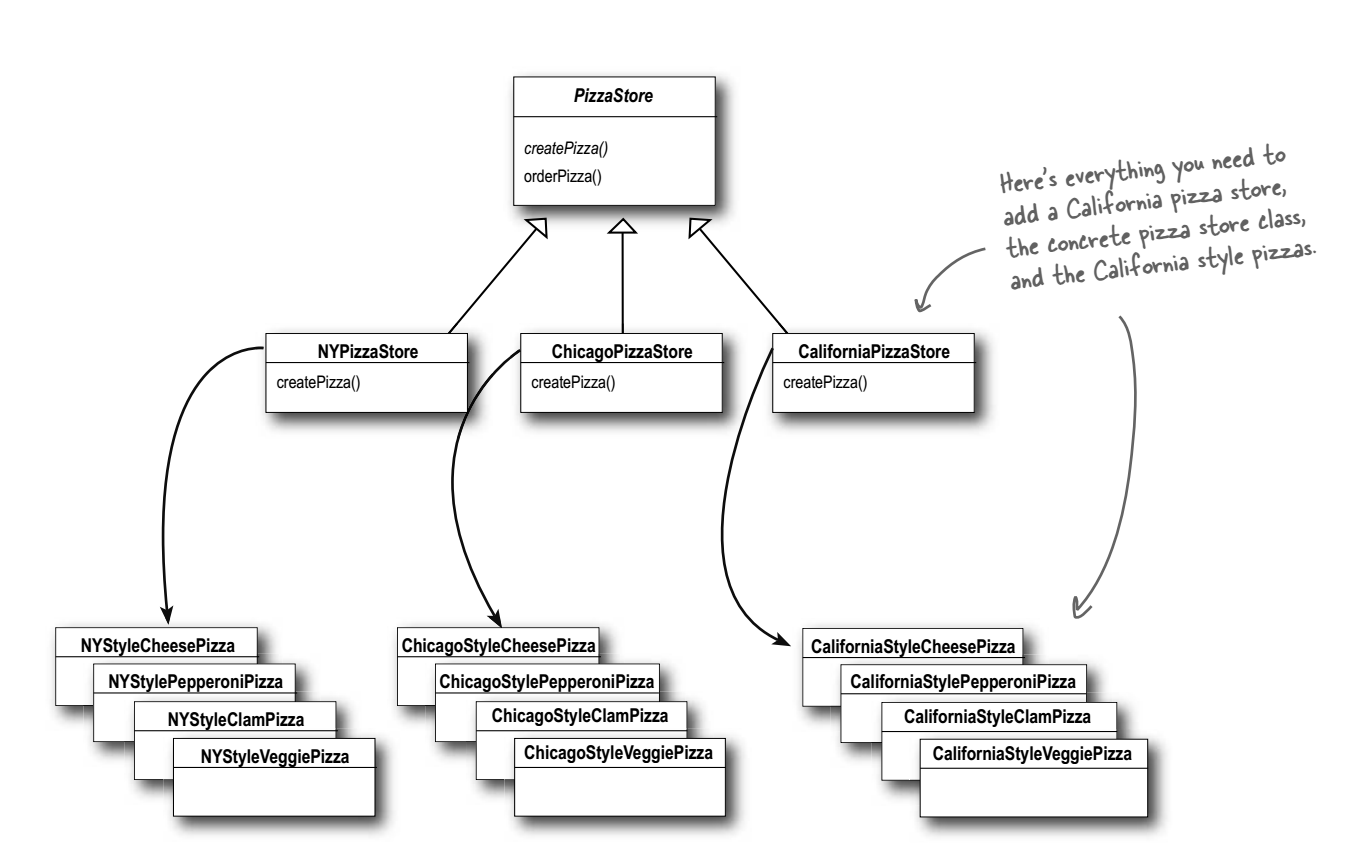 PizzaStore
createPizza()
orderPizza()
Here's everything you need to
add a California pizza store,
the concrete pizza store class,
and the California style pizzas.
NYPizzaStore
createPizza()
ChicagoPizzaStore
createPizza()
CaliforniaPizzaStore
createPizza()
NYStyleCheesePizza
NYStylePepperoniPizza
NYStyleClamPizza
NYStyleVeggiePizza
ChicagoStyleCheesePizza
ChicagoStylePepperoniPizza
ChicagoStyleClamPizza
ChicagoStyleVeggiePizza
CaliforniaStyleCheesePizza
CaliforniaStylePepperoniPizza
CaliforniaStyleClamPizza
CaliforniaStyleVeggiePizza